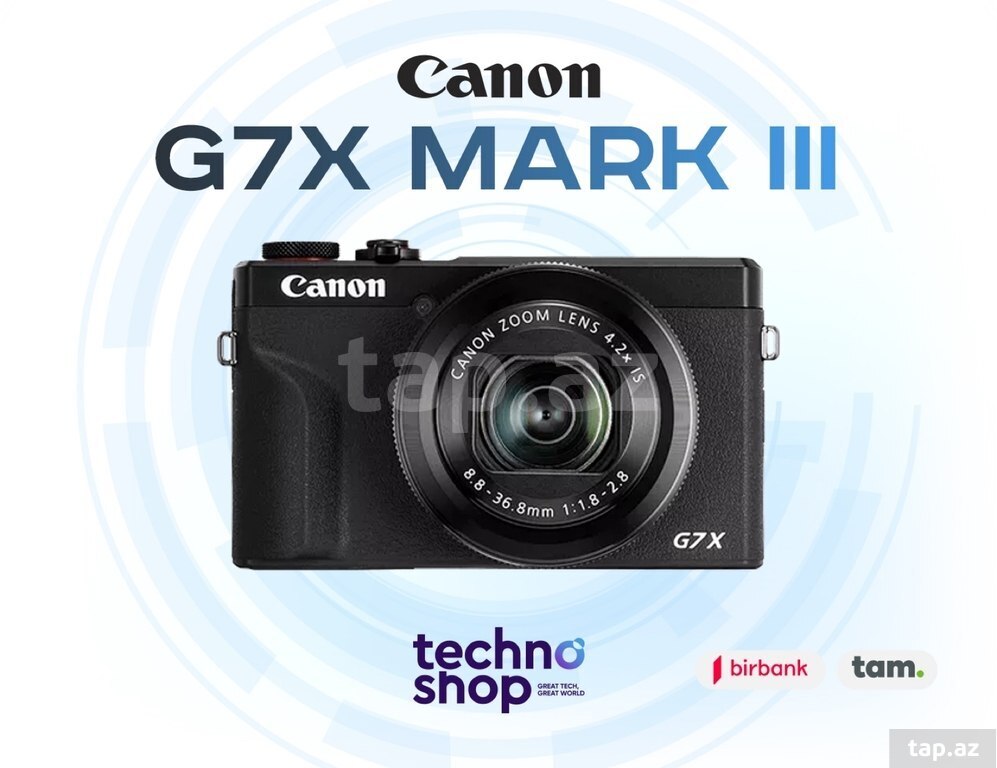 Canon
G7X MARK III
Canon
CANON ZOOM LENS 4.2x IS
tap.az
8.8-36.8mm 1:1.8-2.8
G7X
techno
shop
GREAT TECH,
GREAT WORLD
birbank
tam.
tap.az